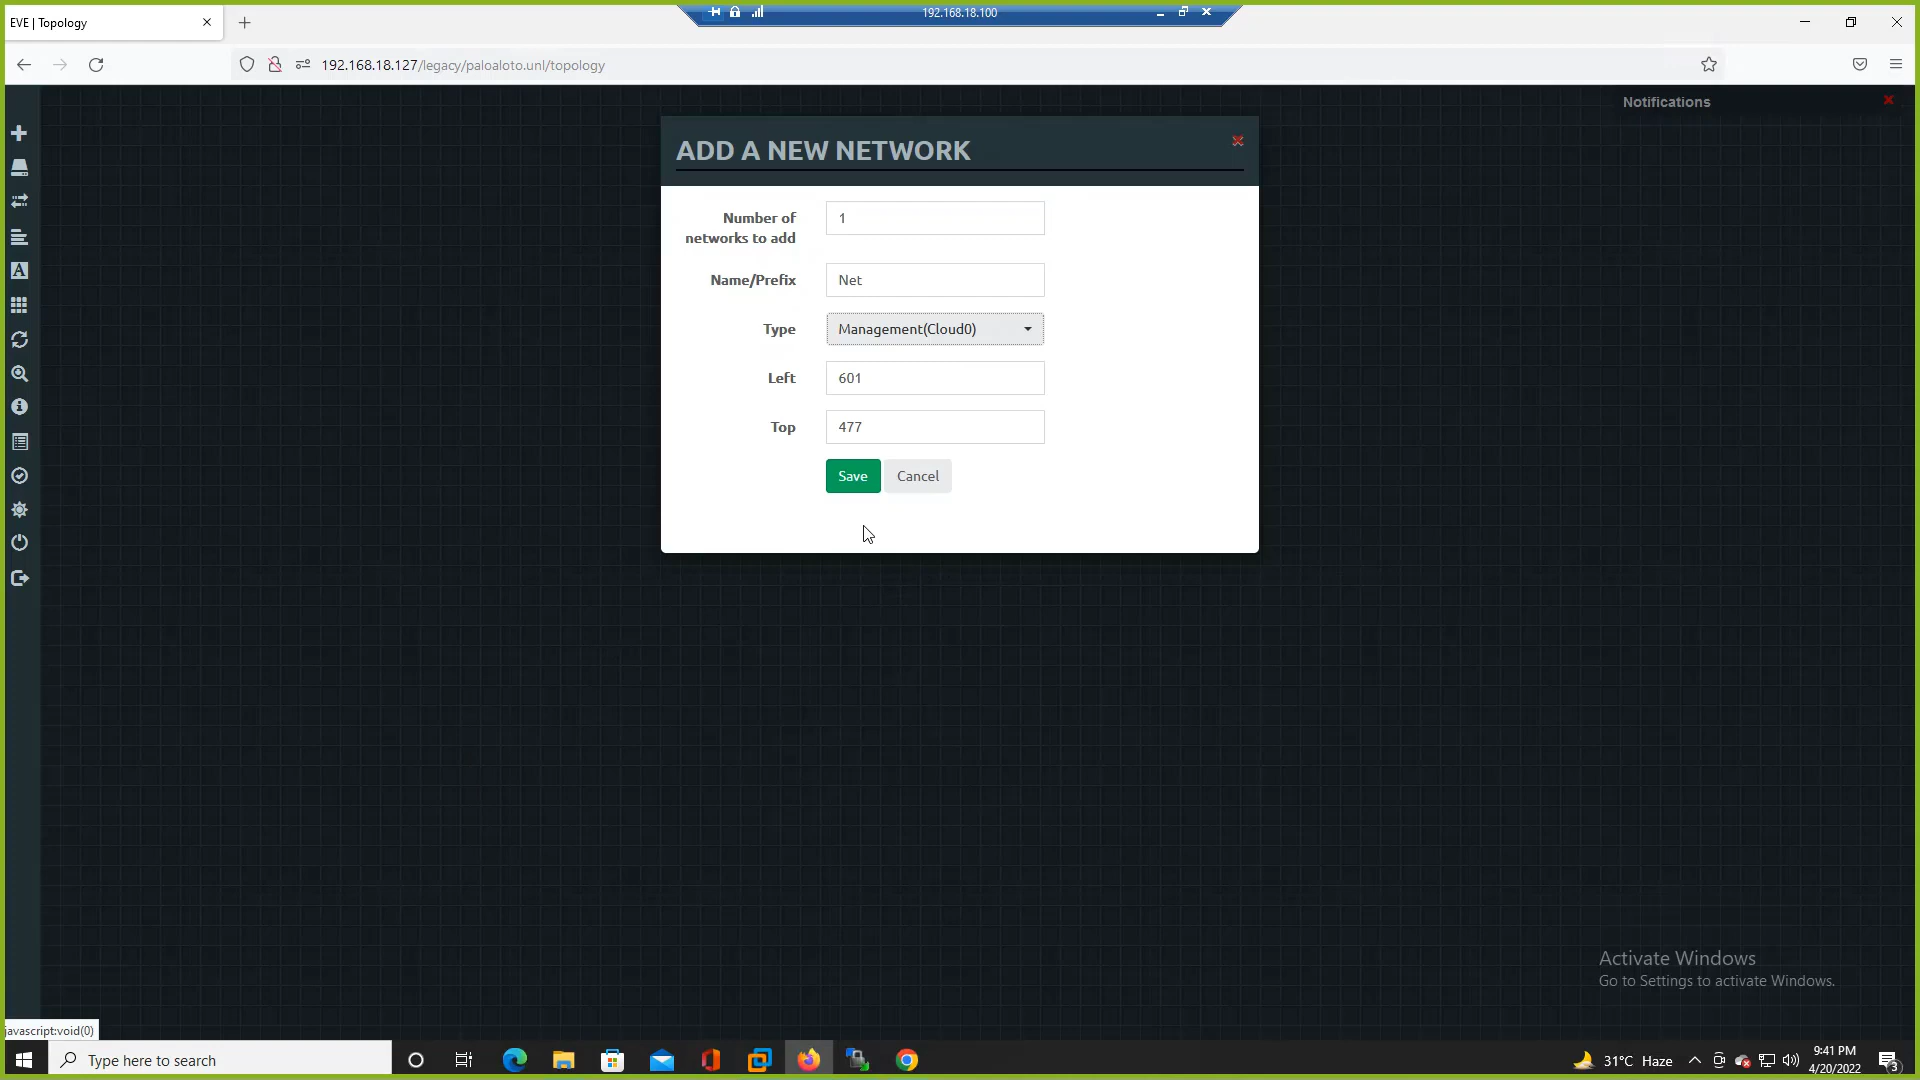 EVE | Topology
192.168.18.100
192.168.18.127/legacy/paloaloto.unl/topology
Notifications
ADD A NEW NETWORK
Number of
networks to add
1
Name/Prefix
Net
Type
Management(Cloud0)
Left
601
Top
477
Save
Cancel
Activate Windows
Go to Settings to activate Windows.
javascript:void(0)
Type here to search
31°C Haze
9:41 PM
4/20/2022
3